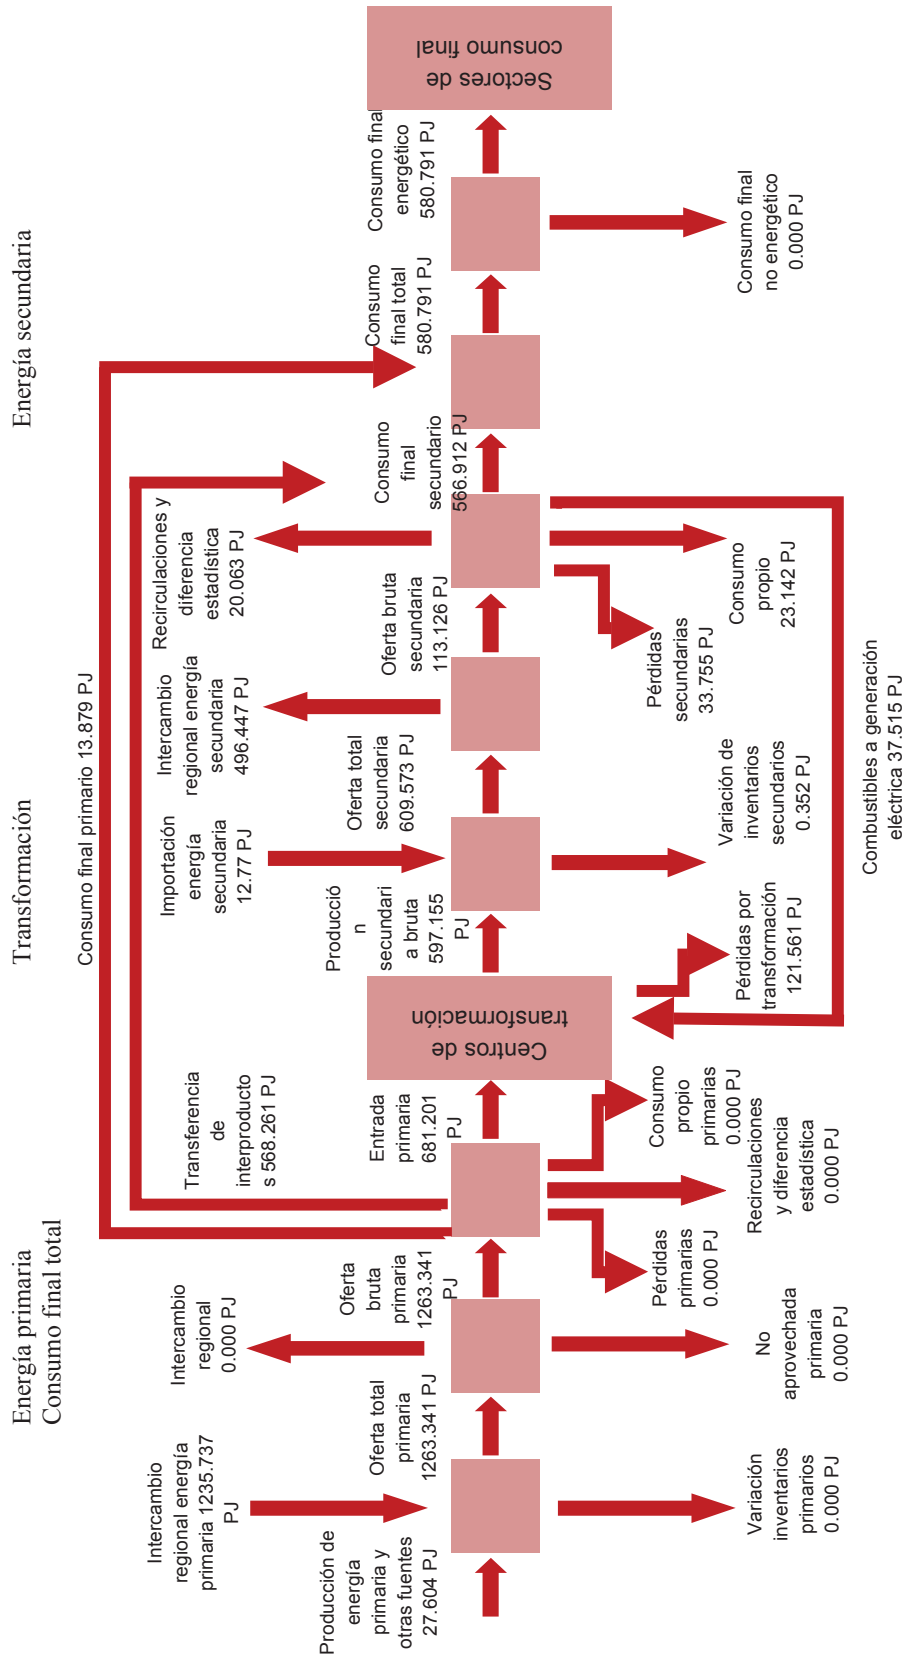 Energía primaria
Consumo final total
Transformación
Energía secundaria
Consumo final primario 13.879 PJ
Intercambio
regional energía
primaria 1235.737
PJ
Intercambio
regional
0.000 PJ
Transferencia
de
interproducto
s 568.261 PJ
Importación
energía
secundaria
12.77 PJ
Intercambio
regional energía
secundaria
496.447 PJ
Recirculaciones y
diferencia
estadística
20.063 PJ
Producción de
energía
primaria y
otras fuentes
27.604 PJ
Oferta total
primaria
1263.341 PJ
Oferta
bruta
primaria
1263.341
PJ
Entrada
primaria
681.201
PJ
Centros de
transformación
Producció
n
secundari
a bruta
597.155
PJ
Oferta total
secundaria
609.573 PJ
Oferta bruta
secundaria
113.126 PJ
Consumo
final
secundario
566.912 PJ
Consumo
final total
580.791 PJ
Consumo final
energético
580.791 PJ
Sectores de
consumo final
Variación
inventarios
primarios
0.000 PJ
No
aprovechada
primaria
0.000 PJ
Pérdidas
primarias
0.000 PJ
Recirculaciones
y diferencia
estadística
0.000 PJ
Consumo
propio
primarias
0.000 PJ
Pérdidas por
transformación
121.561 PJ
Variación de
inventarios
secundarios
0.352 PJ
Pérdidas
secundarias
33.755 PJ
Consumo
propio
23.142 PJ
Combustibles a generación
eléctrica 37.515 PJ
Consumo final
no energético
0.000 PJ